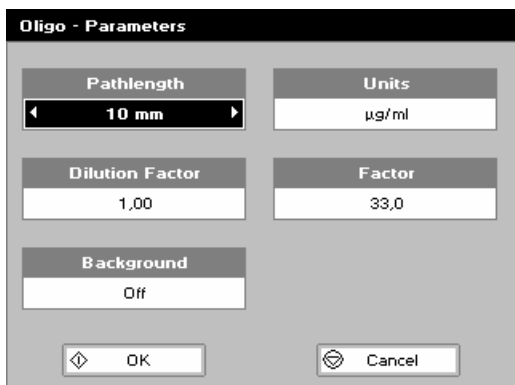 Oligo - Parameters
Pathlength
10 mm
Units
µg/ml
Dilution Factor
1,00
Factor
33,0
Background
Off
OK
Cancel